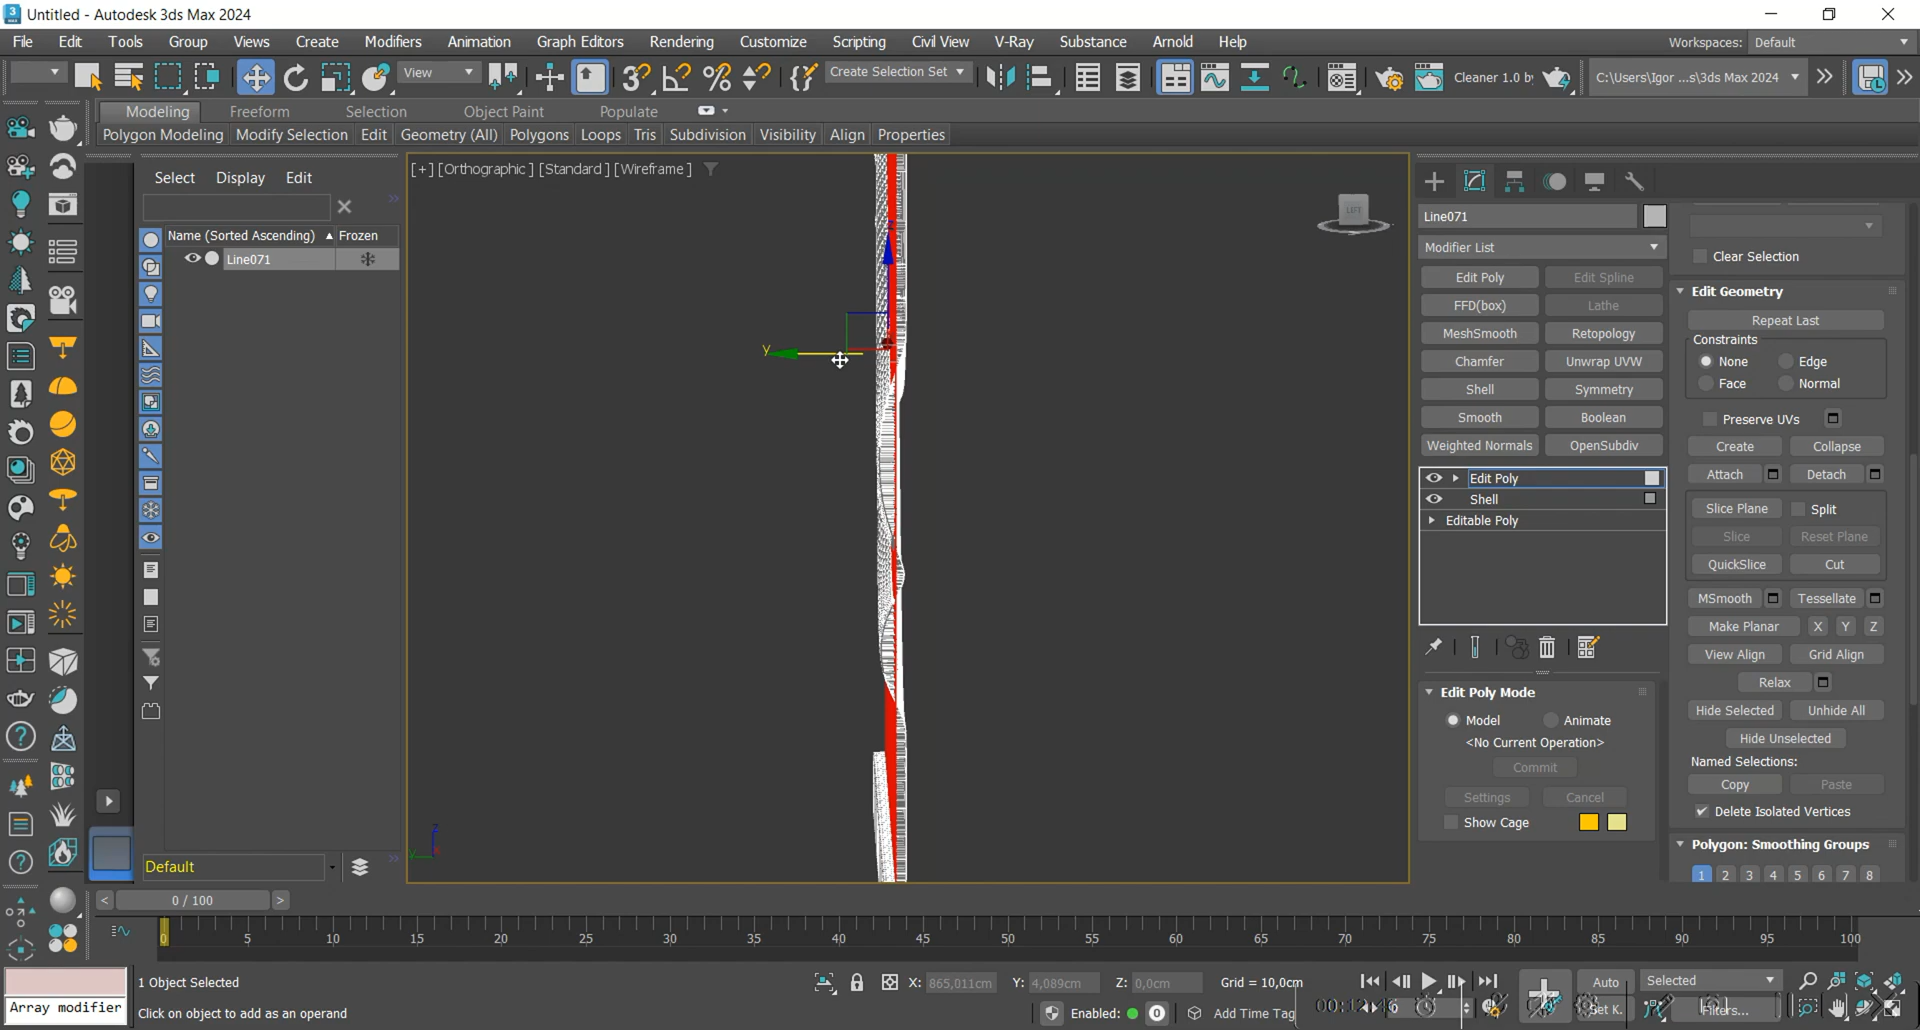 Untitled - Autodesk 3ds Max 2024
File Edit Tools Group Views Create Modifiers Animation Graph Editors Rendering Customize Scripting Civil View V-Ray Substance Arnold Help
Workspaces: Default
View
Create Selection Set
Cleaner 1.0 by
C:\Users\Igor ...s\3ds Max 2024
Modeling Freeform Selection Object Paint Populate
Polygon Modeling Modify Selection Edit Geometry (All) Polygons Loops Tris Subdivision Visibility Align Properties
Select Display Edit
Name (Sorted Ascending) Frozen
Line071
Default
[+] [Orthographic ] [Standard ] [Wireframe ]
LEFT
y
z
Line071
Modifier List
Edit Poly Edit Spline
FFD(box) Lathe
MeshSmooth Retopology
Chamfer Unwrap UVW
Shell Symmetry
Smooth Boolean
Weighted Normals OpenSubdiv
Edit Poly
Shell
Editable Poly
Edit Poly Mode
Model Animate
<No Current Operation>
Commit
Settings Cancel
Show Cage
Clear Selection
Edit Geometry
Repeat Last
Constraints
None Edge
Face Normal
Preserve UVs
Create Collapse
Attach Detach
Slice Plane Split
Slice Reset Plane
QuickSlice Cut
MSmooth Tessellate
Make Planar X Y Z
View Align Grid Align
Relax
Hide Selected Unhide All
Hide Unselected
Named Selections:
Copy Paste
Delete Isolated Vertices
Polygon: Smoothing Groups
1 2 3 4 5 6 7 8
< 0 / 100 >
0 5 10 15 20 25 30 35 40 45 50 55 60 65 70 75 80 85 90 95 100
1 Object Selected
X: 865,011cm Y: 4,089cm Z: 0,0cm Grid = 10,0cm
Auto Selected
Array modifier
Click on object to add as an operand
Enabled: 0 Add Time Tag
Filters...